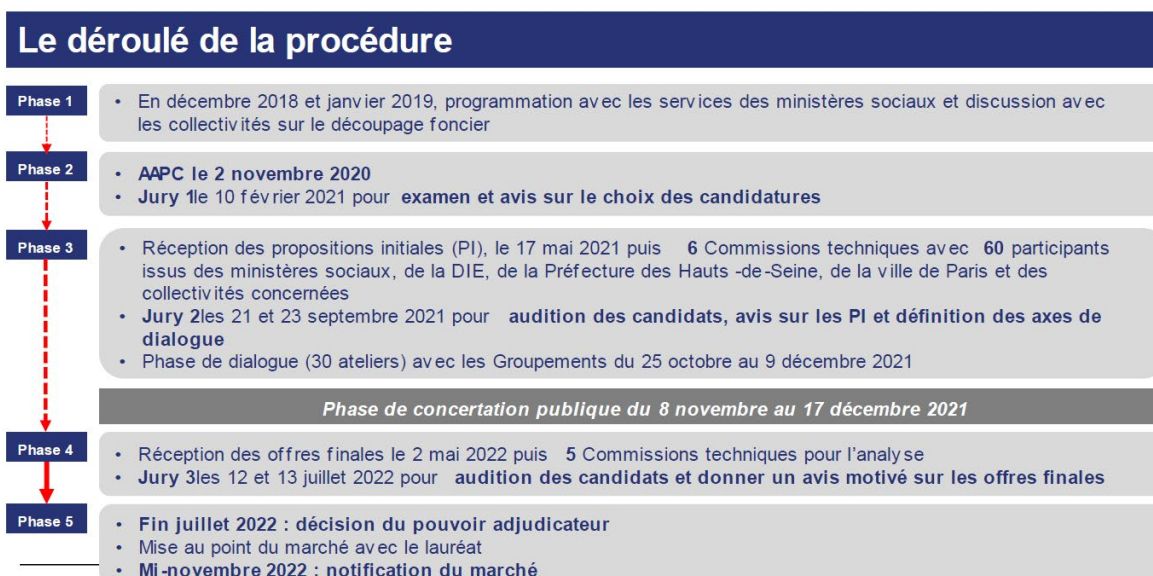 Le déroulé de la procédure
Phase 1
• En décembre 2018 et janvier 2019, programmation avec les services des ministères sociaux et discussion avec
les collectivités sur le découpage foncier
Phase 2
• AAPC le 2 novembre 2020
• Jury 1le 10 février 2021 pour examen et avis sur le choix des candidatures
Phase 3
• Réception des propositions initiales (PI), le 17 mai 2021 puis 6 Commissions techniques avec 60 participants
issus des ministères sociaux, de la DIE, de la Préfecture des Hauts -de-Seine, de la ville de Paris et des
collectivités concernées
• Jury 2les 21 et 23 septembre 2021 pour audition des candidats, avis sur les PI et définition des axes de
dialogue
• Phase de dialogue (30 ateliers) avec les Groupements du 25 octobre au 9 décembre 2021
Phase de concertation publique du 8 novembre au 17 décembre 2021
Phase 4
• Réception des offres finales le 2 mai 2022 puis 5 Commissions techniques pour l'analyse
• Jury 3les 12 et 13 juillet 2022 pour audition des candidats et donner un avis motivé sur les offres finales
Phase 5
• Fin juillet 2022 : décision du pouvoir adjudicateur
• Mise au point du marché avec le lauréat
• Mi-novembre 2022 : notification du marché